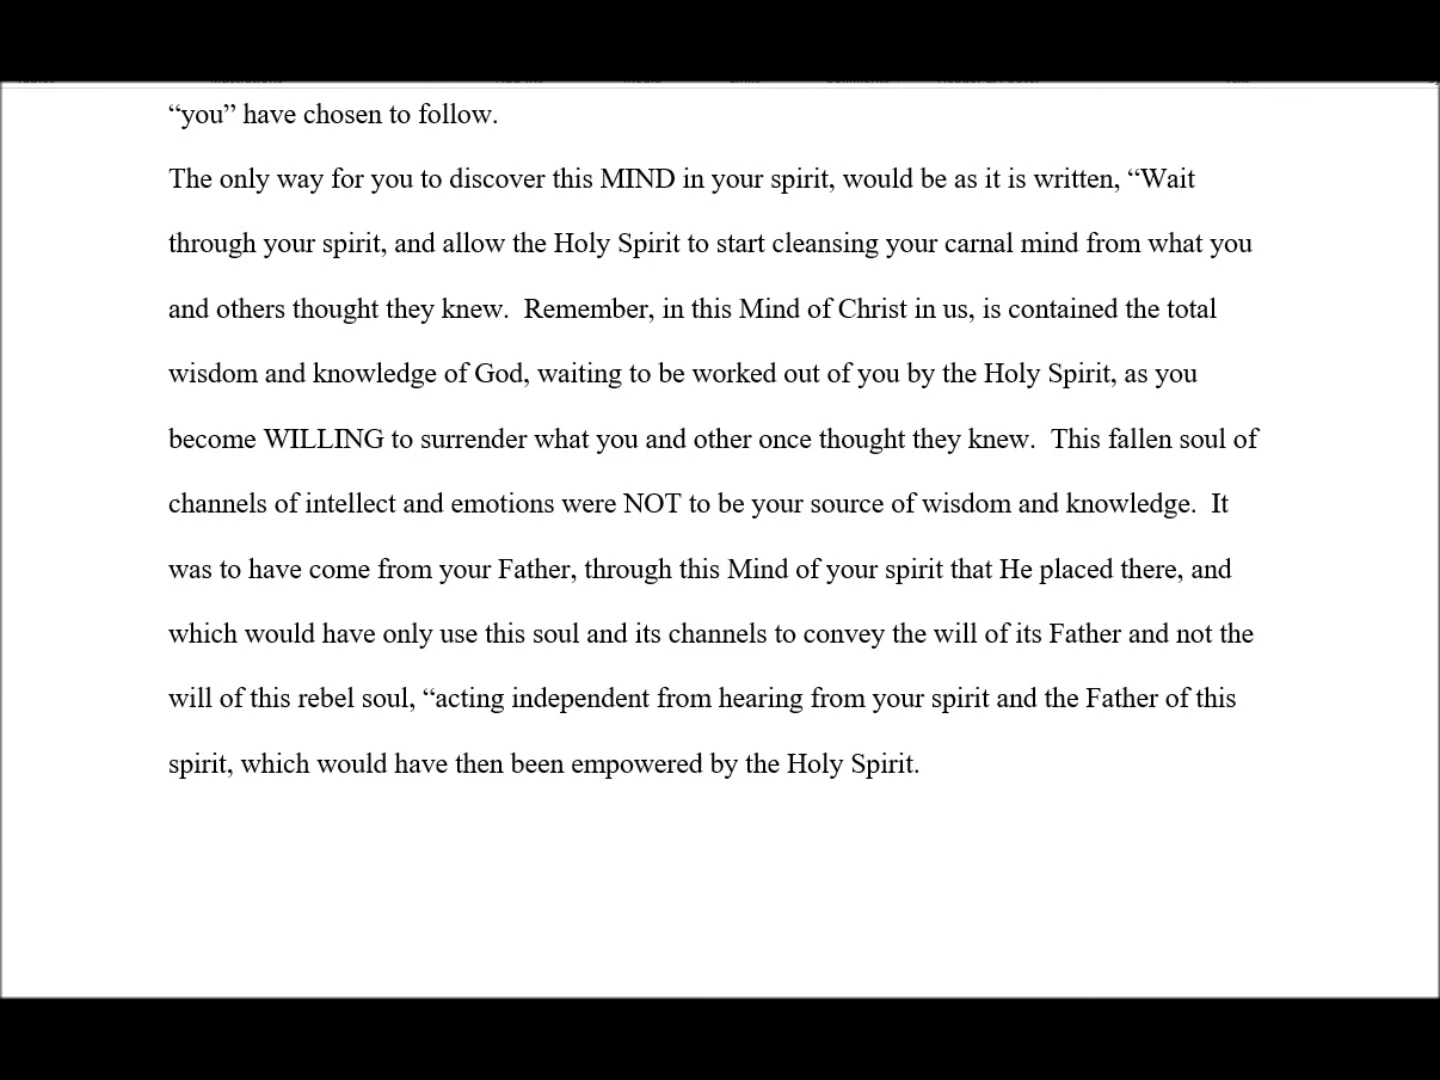 “you” have chosen to follow.
The only way for you to discover this MIND in your spirit, would be as it is written, “Wait
through your spirit, and allow the Holy Spirit to start cleansing your carnal mind from what you
and others thought they knew.  Remember, in this Mind of Christ in us, is contained the total
wisdom and knowledge of God, waiting to be worked out of you by the Holy Spirit, as you
become WILLING to surrender what you and other once thought they knew.  This fallen soul of
channels of intellect and emotions were NOT to be your source of wisdom and knowledge.  It
was to have come from your Father, through this Mind of your spirit that He placed there, and
which would have only use this soul and its channels to convey the will of its Father and not the
will of this rebel soul, “acting independent from hearing from your spirit and the Father of this
spirit, which would have then been empowered by the Holy Spirit.